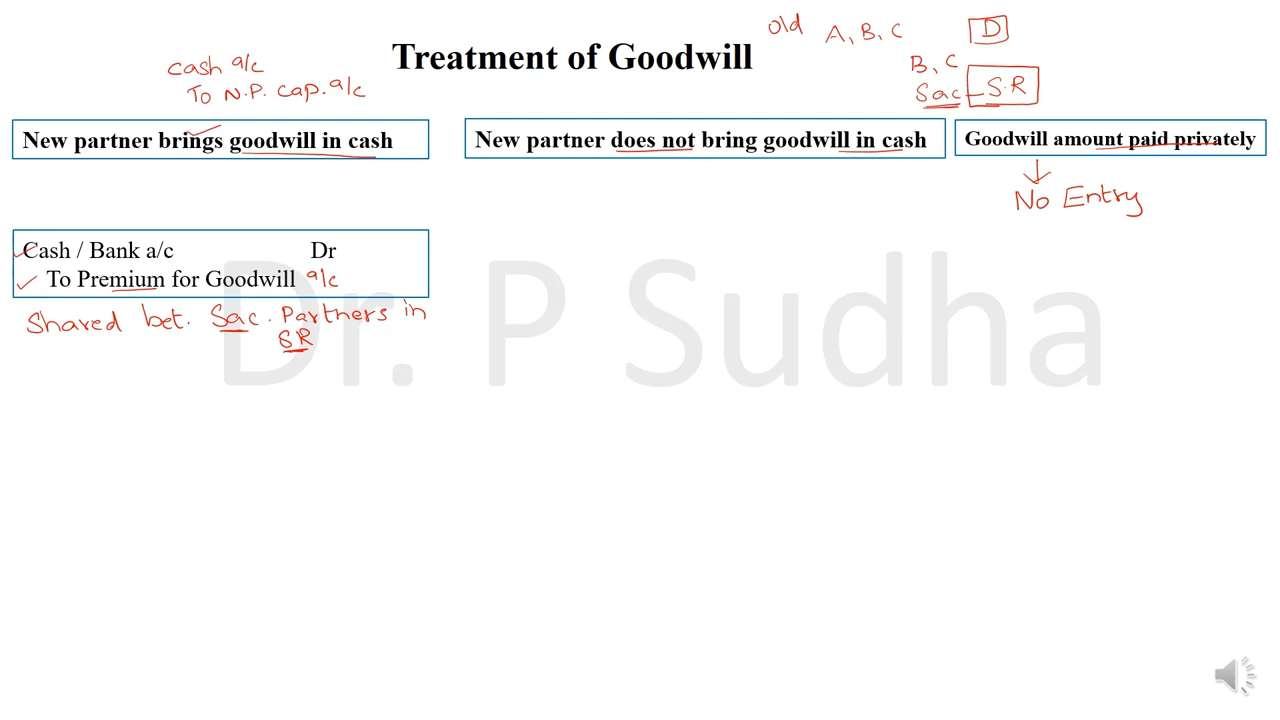 old A, B, C D
Treatment of Goodwill
Cash a/c
To N.P. Cap. a/c
B, C
Sac – S.R
New partner brings goodwill in cash
New partner does not bring goodwill in cash
Goodwill amount paid privately
No Entry
Cash / Bank a/c Dr
To Premium for Goodwill a/c
Shared bet. Sac. Partners in
SR
Dr. P Sudha